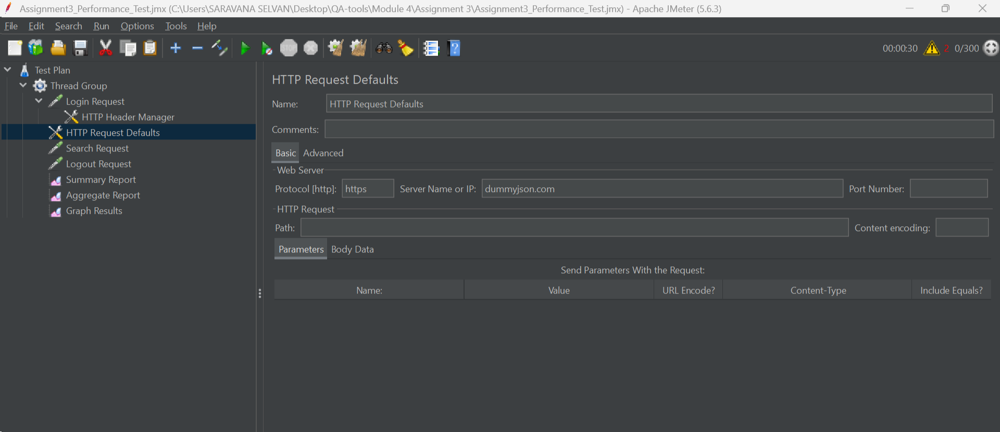 Assignment3_Performance_Test.jmx (C:\Users\SARAVANA SELVAN\Desktop\QA-tools\Module 4\Assignment 3\Assignment3_Performance_Test.jmx) - Apache JMeter (5.6.3)
File Edit Search Run Options Tools Help
STOP 00:00:30 2 0/300
Test Plan
Thread Group
Login Request
HTTP Header Manager
HTTP Request Defaults
Search Request
Logout Request
Summary Report
Aggregate Report
Graph Results
HTTP Request Defaults
Name: HTTP Request Defaults
Comments:
Basic Advanced
Web Server
Protocol [http]: https Server Name or IP: dummyjson.com Port Number:
HTTP Request
Path: Content encoding:
Parameters Body Data
Send Parameters With the Request:
Name: Value URL Encode? Content-Type Include Equals?